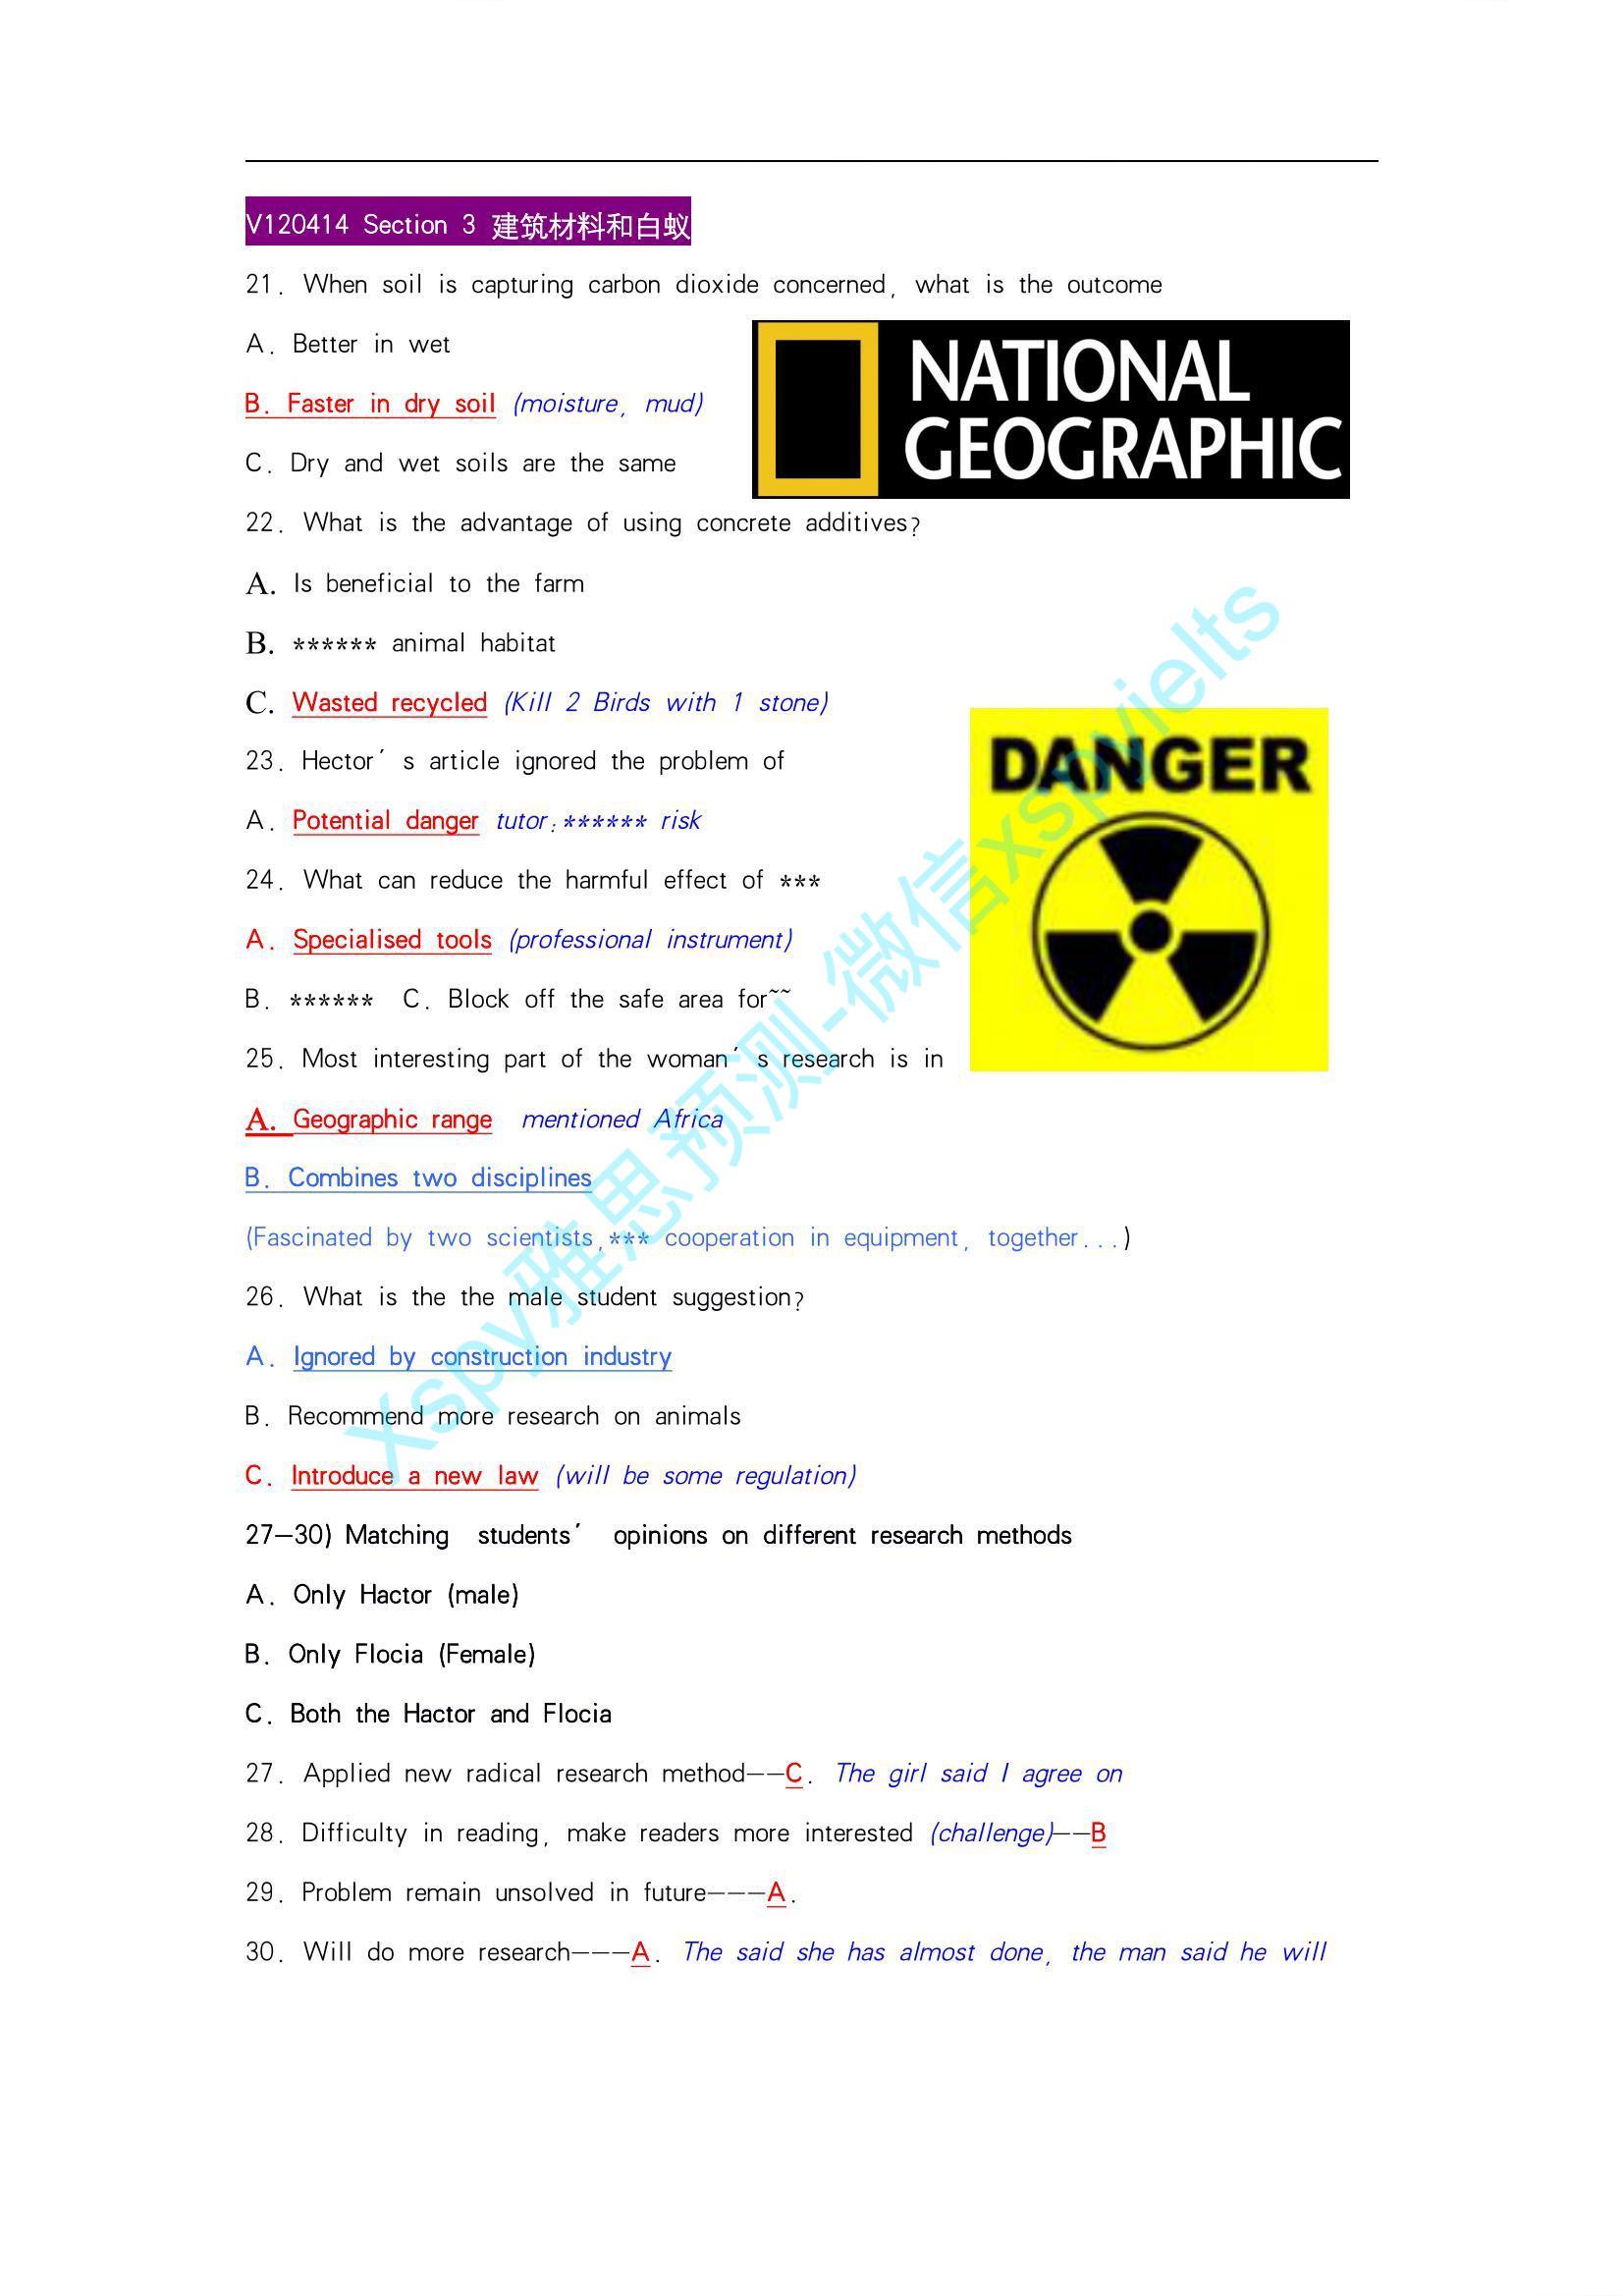 V120414 Section 3 建筑材料和白蚁
21. When soil is capturing carbon dioxide concerned, what is the outcome
A. Better in wet
B. Faster in dry soil (moisture, mud)
C. Dry and wet soils are the same
NATIONAL
GEOGRAPHIC
22. What is the advantage of using concrete additives?
A. Is beneficial to the farm
B. ****** animal habitat
C. Wasted recycled (Kill 2 Birds with 1 stone)
23. Hector's article ignored the problem of
A. Potential danger tutor:****** risk
24. What can reduce the harmful effect of ***
A. Specialised tools (professional instrument)
B. ****** C. Block off the safe area for~~
DANGER
25. Most interesting part of the woman's research is in
A. Geographic range mentioned Africa
B. Combines two disciplines
(Fascinated by two scientists,*** cooperation in equipment, together...)
26. What is the the male student suggestion?
A. Ignored by construction industry
B. Recommend more research on animals
C. Introduce a new law (will be some regulation)
27-30) Matching students' opinions on different research methods
A. Only Hactor (male)
B. Only Flocia (Female)
C. Both the Hactor and Flocia
27. Applied new radical research method--C. The girl said I agree on
28. Difficulty in reading, make readers more interested (challenge)--B
29. Problem remain unsolved in future---A.
30. Will do more research---A. The said she has almost done, the man said he will
Xspy雅思预测-微信xspyielts